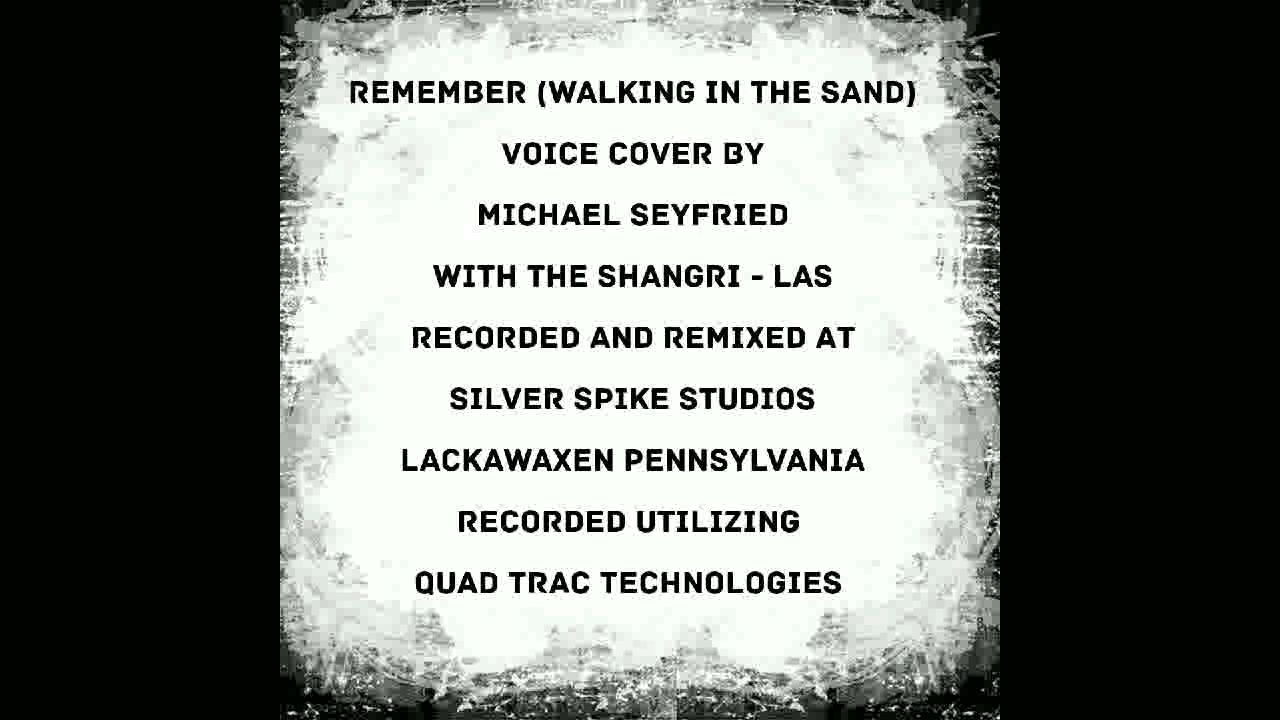 REMEMBER (WALKING IN THE SAND)
VOICE COVER BY
MICHAEL SEYFRIED
WITH THE SHANGRI - LAS
RECORDED AND REMIXED AT
SILVER SPIKE STUDIOS
LACKAWAXEN PENNSYLVANIA
RECORDED UTILIZING
QUAD TRAC TECHNOLOGIES